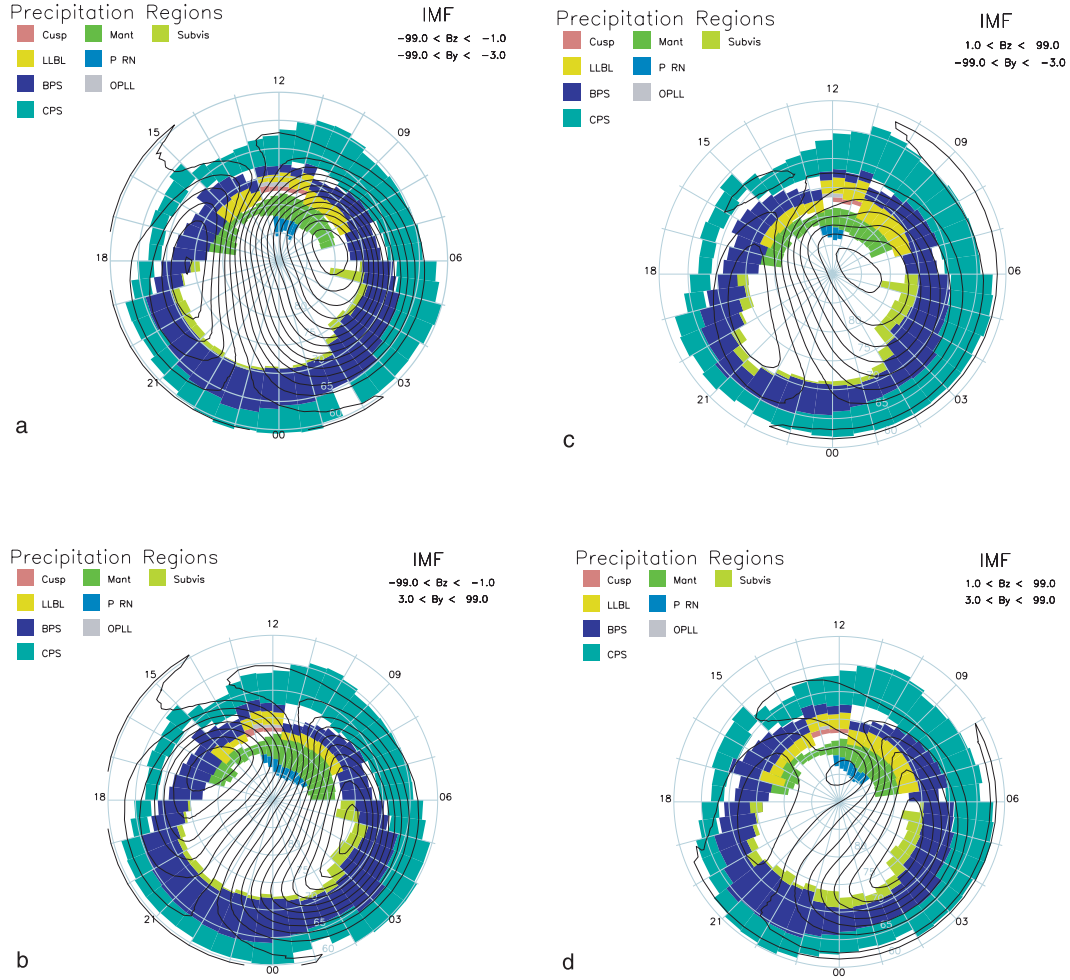 Precipitation Regions
Cusp Mant Subvis
LLBL P RN
BPS OPLL
CPS
IMF
-99.0 < Bz < -1.0
-99.0 < By < -3.0
12
15
09
18
06
21
03
65
60
00
a
Precipitation Regions
Cusp Mant Subvis
LLBL P RN
BPS OPLL
CPS
IMF
1.0 < Bz < 99.0
-99.0 < By < -3.0
12
15
09
18
06
21
03
65
60
00
c
Precipitation Regions
Cusp Mant Subvis
LLBL P RN
BPS OPLL
CPS
IMF
-99.0 < Bz < -1.0
3.0 < By < 99.0
12
15
09
18
06
21
03
65
60
00
b
Precipitation Regions
Cusp Mant Subvis
LLBL P RN
BPS OPLL
CPS
IMF
1.0 < Bz < 99.0
3.0 < By < 99.0
12
15
09
18
06
21
03
65
60
00
d